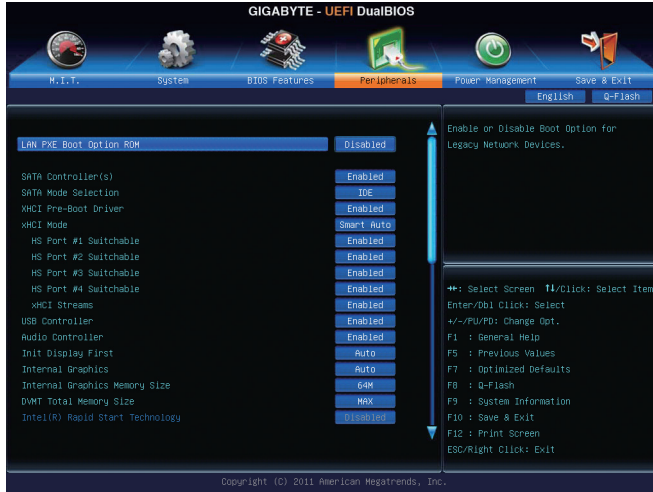 GIGABYTE - UEFI DualBIOS
M.I.T.
System
BIOS Features
Peripherals
Power Management
Save & Exit
English
Q-Flash
LAN PXE Boot Option ROM Disabled
SATA Controller(s) Enabled
SATA Mode Selection IDE
XHCI Pre-Boot Driver Enabled
xHCI Mode Smart Auto
HS Port #1 Switchable Enabled
HS Port #2 Switchable Enabled
HS Port #3 Switchable Enabled
HS Port #4 Switchable Enabled
xHCI Streams Enabled
USB Controller Enabled
Audio Controller Enabled
Init Display First Auto
Internal Graphics Auto
Internal Graphics Memory Size 64M
DVMT Total Memory Size MAX
Intel(R) Rapid Start Technology Disabled
Enable or Disable Boot Option for
Legacy Network Devices.
→←: Select Screen ↑↓/Click: Select Item
Enter/Dbl Click: Select
+/-/PU/PD: Change Opt.
F1 : General Help
F5 : Previous Values
F7 : Optimized Defaults
F8 : Q-Flash
F9 : System Information
F10 : Save & Exit
F12 : Print Screen
ESC/Right Click: Exit
Copyright (C) 2011 American Megatrends, Inc.